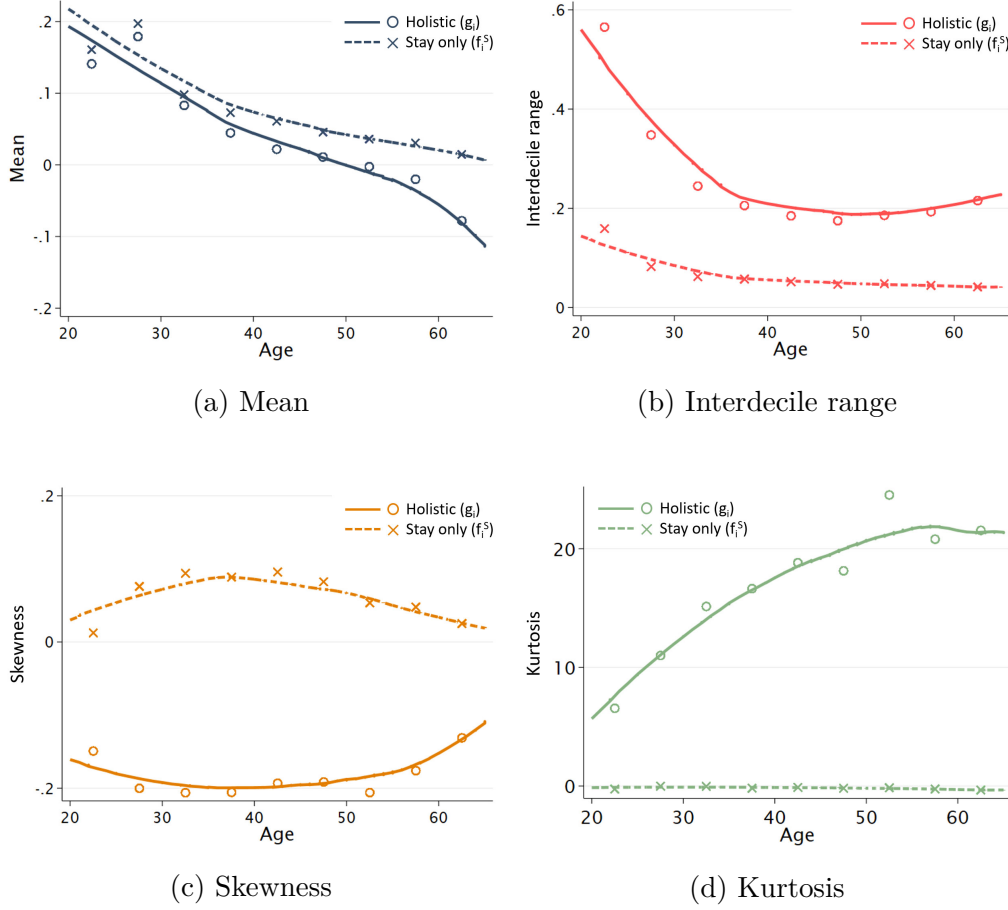 .2
.1
0
-.1
-.2
Mean
20 30 40 50 60
Age
Holistic (gᵢ)
Stay only (fᵢˢ)
(a) Mean
.6
.4
.2
0
Interdecile range
20 30 40 50 60
Age
Holistic (gᵢ)
Stay only (fᵢˢ)
(b) Interdecile range
.2
0
-.2
Skewness
20 30 40 50 60
Age
Holistic (gᵢ)
Stay only (fᵢˢ)
(c) Skewness
20
10
0
Kurtosis
20 30 40 50 60
Age
Holistic (gᵢ)
Stay only (fᵢˢ)
(d) Kurtosis